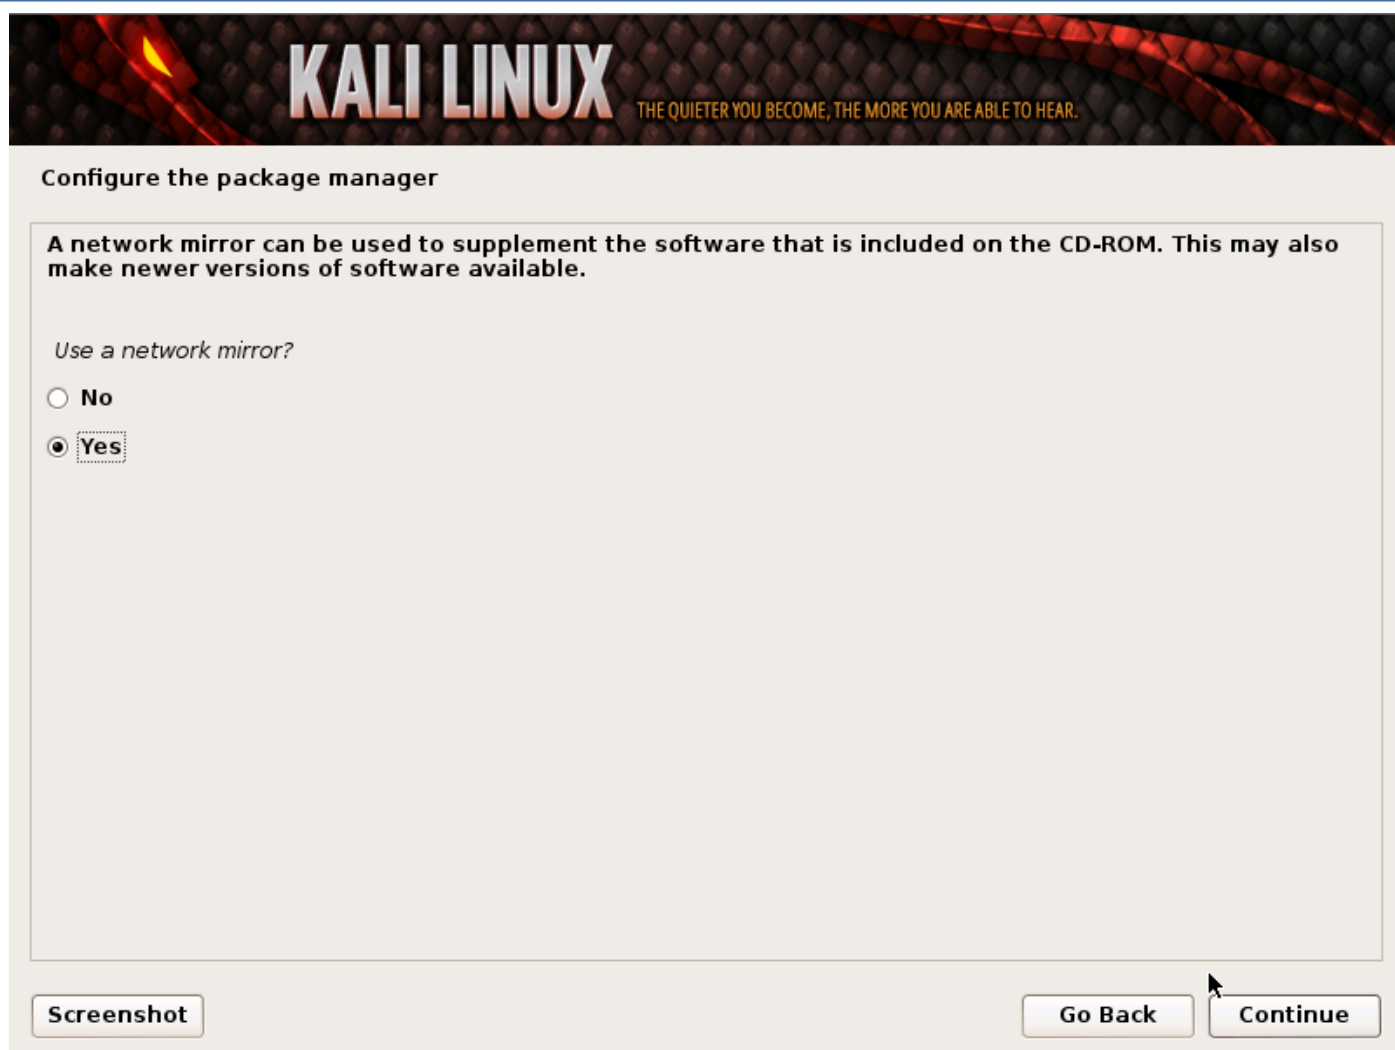 KALI LINUX
THE QUIETER YOU BECOME, THE MORE YOU ARE ABLE TO HEAR.
Configure the package manager
A network mirror can be used to supplement the software that is included on the CD-ROM. This may also
make newer versions of software available.
Use a network mirror?
No
Yes
Screenshot
Go Back
Continue